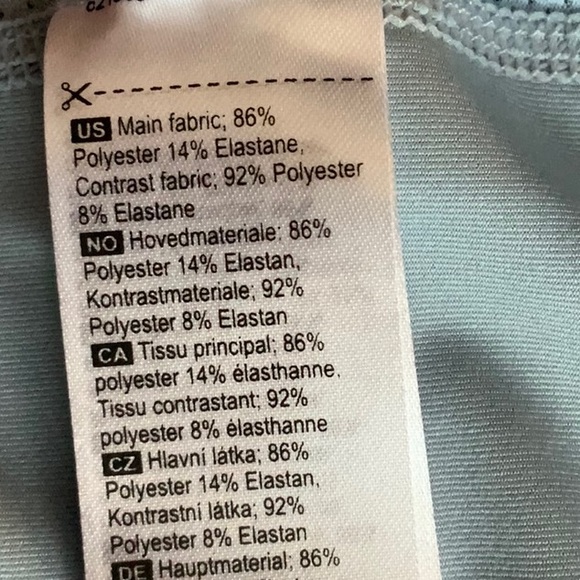 US Main fabric; 86%
Polyester 14% Elastane,
Contrast fabric; 92% Polyester
8% Elastane
NO Hovedmateriale; 86%
Polyester 14% Elastan,
Kontrastmateriale; 92%
Polyester 8% Elastan
CA Tissu principal; 86%
polyester 14% élasthanne,
Tissu contrastant; 92%
polyester 8% élasthanne
CZ Hlavní látka; 86%
Polyester 14% Elastan,
Kontrastní látka; 92%
Polyester 8% Elastan
DE Hauptmaterial; 86%